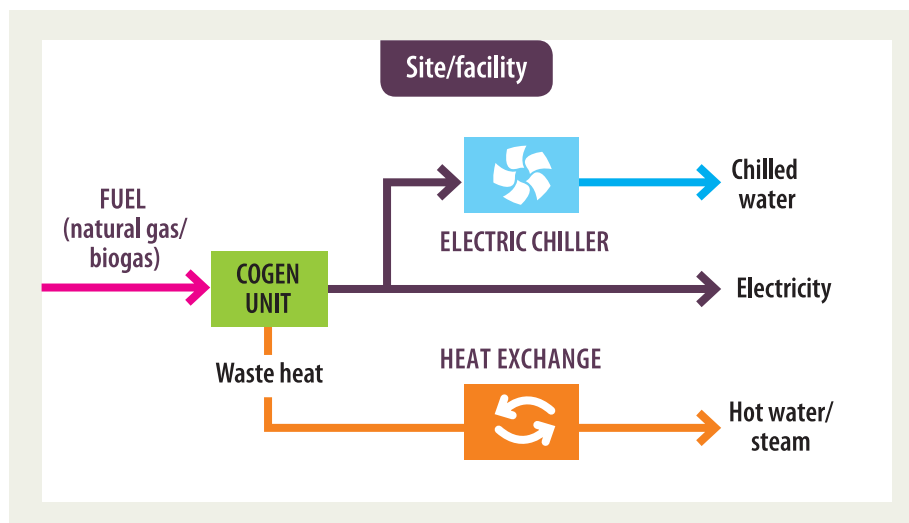 Site/facility
FUEL
(natural gas/
biogas)
COGEN
UNIT
Waste heat
ELECTRIC CHILLER
HEAT EXCHANGE
Chilled
water
Electricity
Hot water/
steam